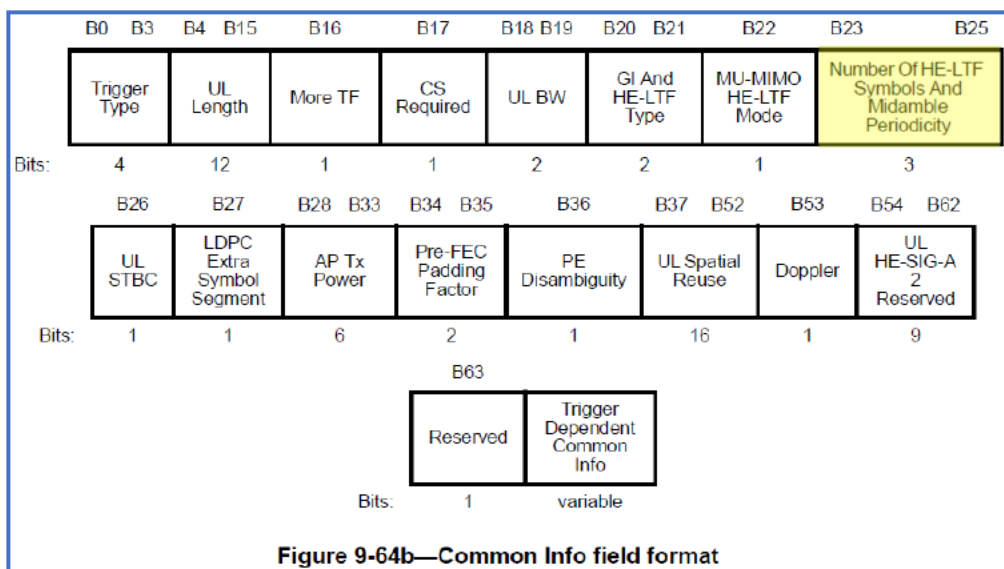 B0 B3 B4 B15 B16 B17 B18 B19 B20 B21 B22 B23 B25
Trigger Type
UL Length
More TF
CS Required
UL BW
GI And HE-LTF Type
MU-MIMO HE-LTF Mode
Number Of HE-LTF Symbols And Midamble Periodicity
Bits: 4 12 1 1 2 2 1 3
B26 B27 B28 B33 B34 B35 B36 B37 B52 B53 B54 B62
UL STBC
LDPC Extra Symbol Segment
AP Tx Power
Pre-FEC Padding Factor
PE Disambiguity
UL Spatial Reuse
Doppler
UL HE-SIG-A 2 Reserved
Bits: 1 1 6 2 1 16 1 9
B63
Reserved
Trigger Dependent Common Info
Bits: 1 variable
Figure 9-64b—Common Info field format